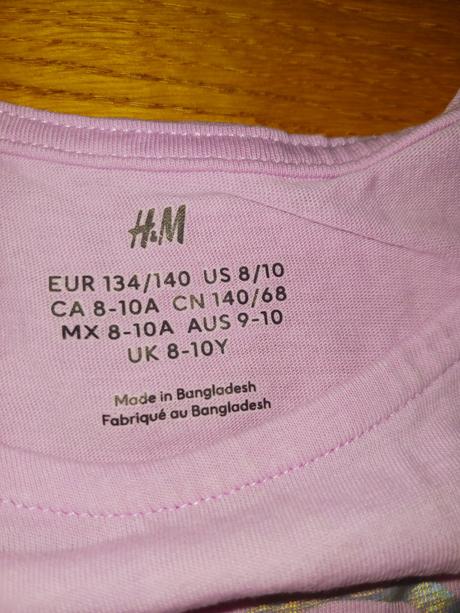 H&M
EUR 134/140 US 8/10
CA 8-10A CN 140/68
MX 8-10A AUS 9-10
UK 8-10Y
Made in Bangladesh
Fabriqué au Bangladesh